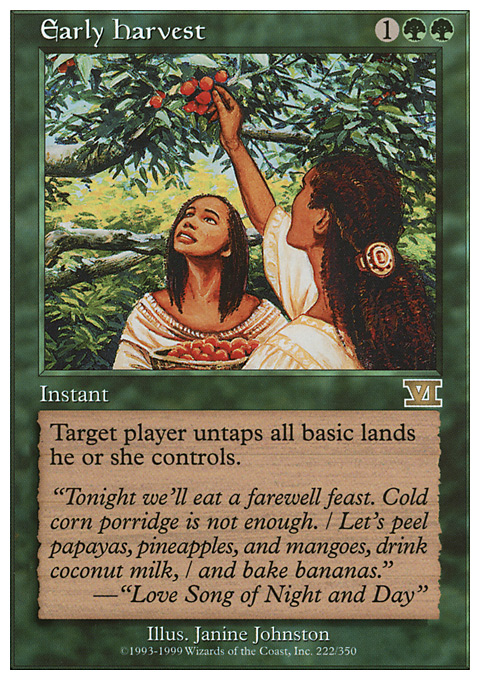 Early Harvest
1
Instant
VI
Target player untaps all basic lands
he or she controls.
“Tonight we’ll eat a farewell feast. Cold
corn porridge is not enough. / Let’s peel
papayas, pineapples, and mangoes, drink
coconut milk, / and bake bananas.”
—“Love Song of Night and Day”
Illus. Janine Johnston
©1993-1999 Wizards of the Coast, Inc. 222/350